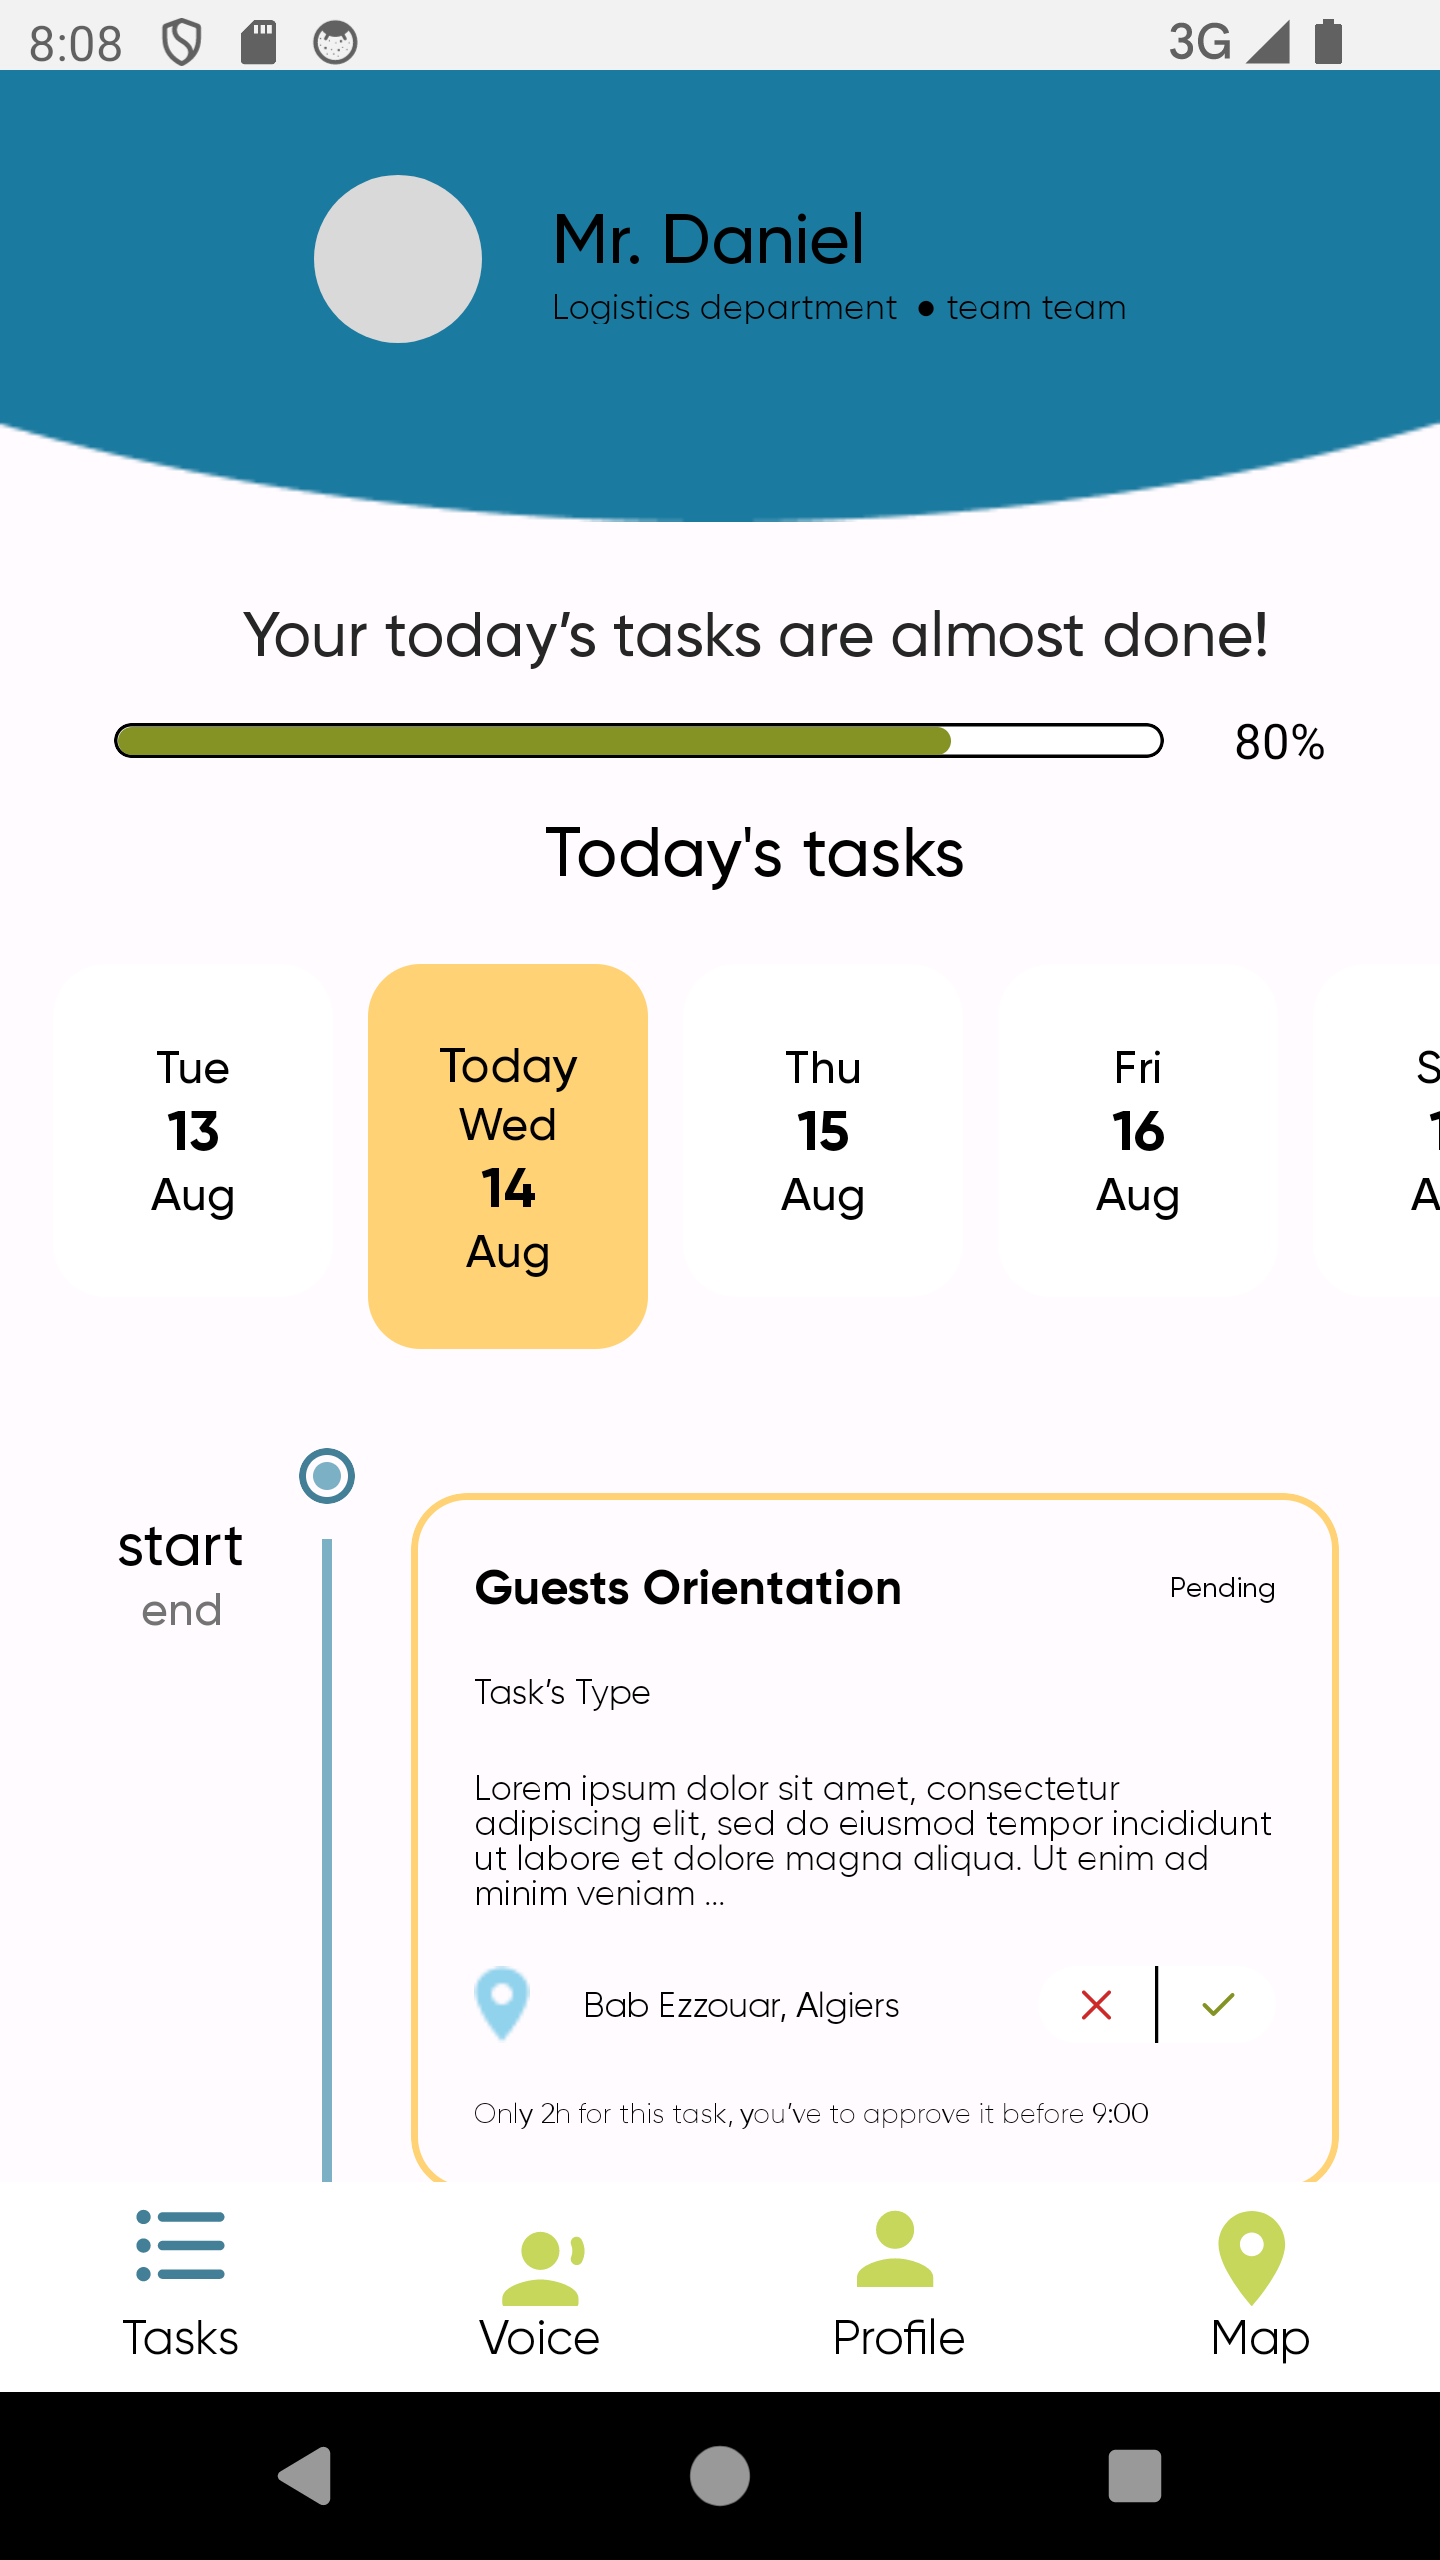 8:08
3G
Mr. Daniel
Logistics department ● team team
Your today’s tasks are almost done!
80%
Today's tasks
Tue
13
Aug
Today
Wed
14
Aug
Thu
15
Aug
Fri
16
Aug
S
1
A
start
end
Guests Orientation
Pending
Task’s Type
Lorem ipsum dolor sit amet, consectetur
adipiscing elit, sed do eiusmod tempor incididunt
ut labore et dolore magna aliqua. Ut enim ad
minim veniam ...
Bab Ezzouar, Algiers
Only 2h for this task, you’ve to approve it before 9:00
Tasks
Voice
Profile
Map